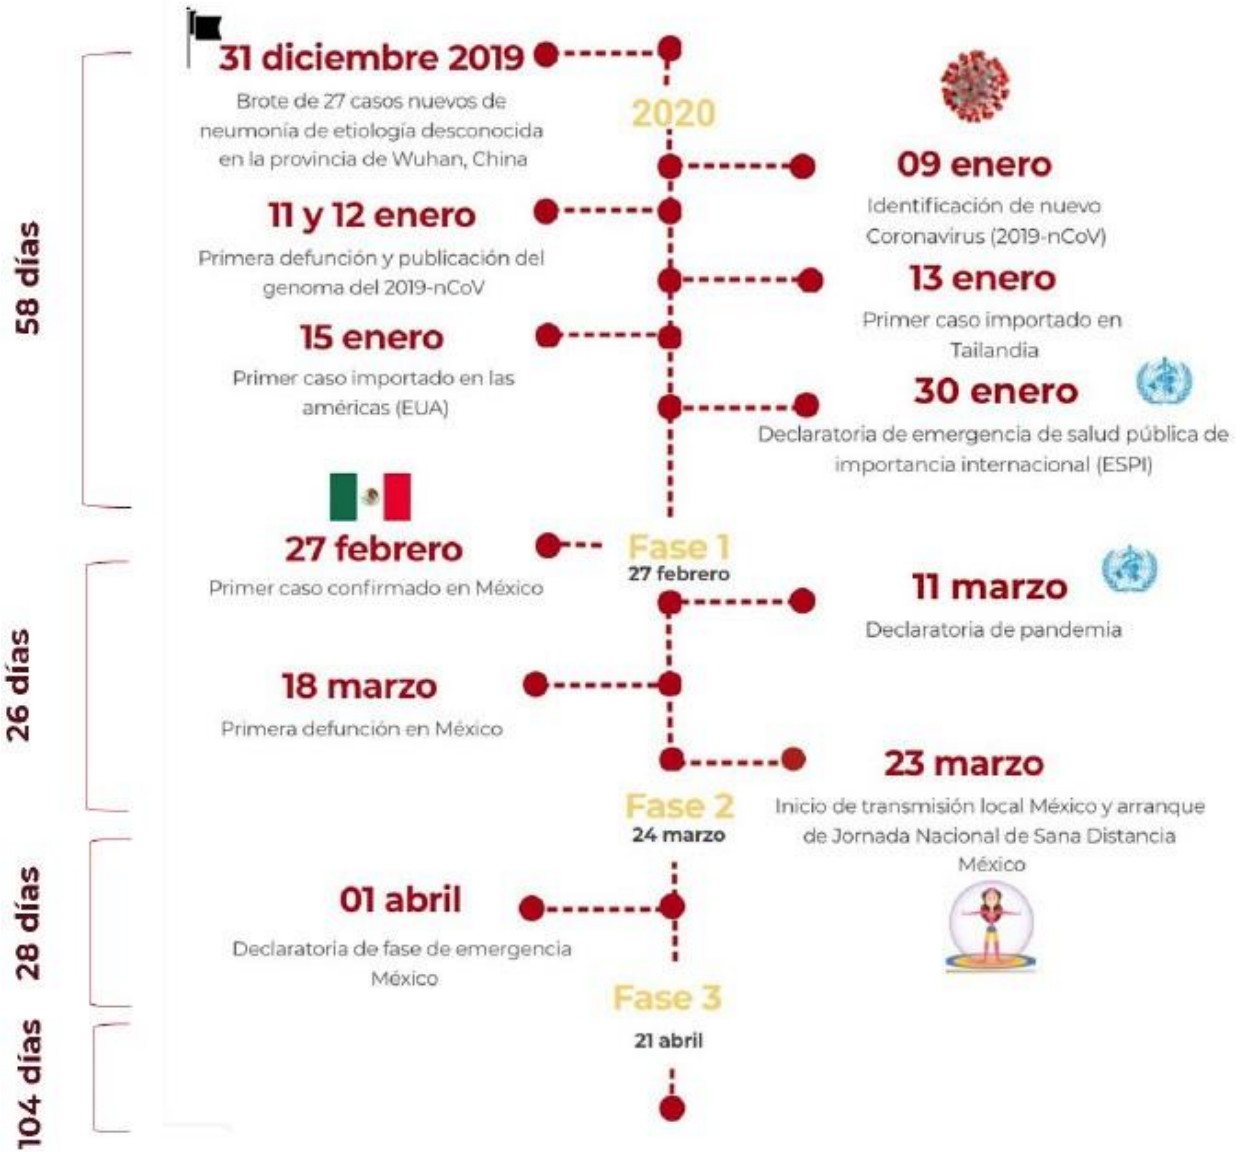 31 diciembre 2019
Brote de 27 casos nuevos de
neumonía de etiología desconocida
en la provincia de Wuhan, China
2020
09 enero
Identificación de nuevo
Coronavirus (2019-nCoV)
11 y 12 enero
Primera defunción y publicación del
genoma del 2019-nCoV
13 enero
Primer caso importado en
Tailandia
15 enero
Primer caso importado en las
américas (EUA)
30 enero
Declaratoria de emergencia de salud pública de
importancia internacional (ESPI)
58 días
27 febrero
Primer caso confirmado en México
Fase 1
27 febrero
11 marzo
Declaratoria de pandemia
18 marzo
Primera defunción en México
23 marzo
Inicio de transmisión local México y arranque
de Jornada Nacional de Sana Distancia
México
26 días
Fase 2
24 marzo
01 abril
Declaratoria de fase de emergencia
México
28 días
Fase 3
21 abril
104 días